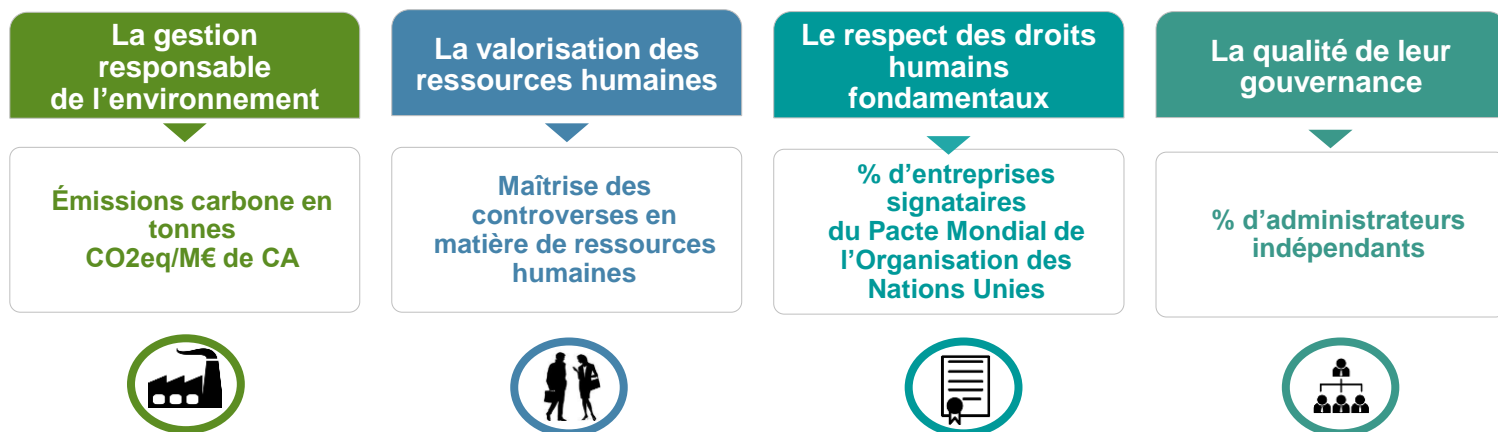 La gestion
responsable
de l’environnement
Émissions carbone en
tonnes
CO2eq/M€ de CA
La valorisation des
ressources humaines
Maîtrise des
controverses en
matière de ressources
humaines
Le respect des droits
humains
fondamentaux
% d’entreprises
signataires
du Pacte Mondial de
l’Organisation des
Nations Unies
La qualité de leur
gouvernance
% d’administrateurs
indépendants